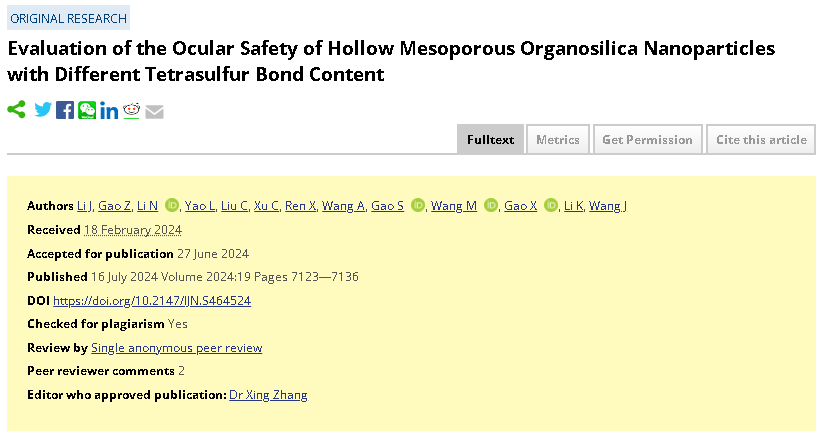 ORIGINAL RESEARCH
Evaluation of the Ocular Safety of Hollow Mesoporous Organosilica Nanoparticles
with Different Tetrasulfur Bond Content
Fulltext Metrics Get Permission Cite this article
Authors Li J, Gao Z, Li N iD, Yao L, Liu C, Xu C, Ren X, Wang A, Gao S iD, Wang M iD, Gao X iD, Li K, Wang J
Received 18 February 2024
Accepted for publication 27 June 2024
Published 16 July 2024 Volume 2024:19 Pages 7123—7136
DOI https://doi.org/10.2147/IJN.S464524
Checked for plagiarism Yes
Review by Single anonymous peer review
Peer reviewer comments 2
Editor who approved publication: Dr Xing Zhang